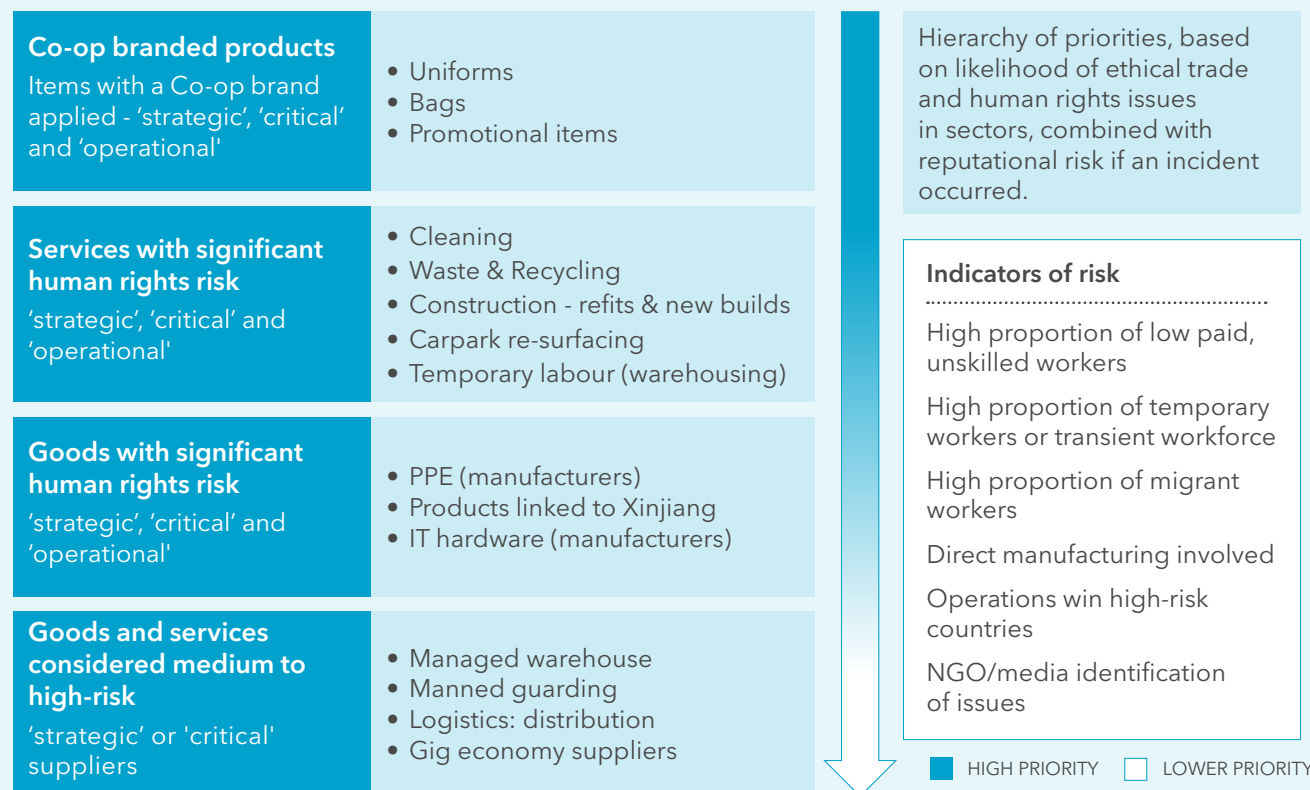 Co-op branded products
Items with a Co-op brand
applied - ‘strategic’, ‘critical’
and ‘operational'
• Uniforms
• Bags
• Promotional items
Services with significant
human rights risk
‘strategic’, ‘critical’ and
‘operational'
• Cleaning
• Waste & Recycling
• Construction - refits & new builds
• Carpark re-surfacing
• Temporary labour (warehousing)
Goods with significant
human rights risk
‘strategic’, ‘critical’ and
‘operational'
• PPE (manufacturers)
• Products linked to Xinjiang
• IT hardware (manufacturers)
Goods and services
considered medium to
high-risk
‘strategic’ or 'critical'
suppliers
• Managed warehouse
• Manned guarding
• Logistics: distribution
• Gig economy suppliers
Hierarchy of priorities, based
on likelihood of ethical trade
and human rights issues
in sectors, combined with
reputational risk if an incident
occurred.
Indicators of risk
High proportion of low paid,
unskilled workers
High proportion of temporary
workers or transient workforce
High proportion of migrant
workers
Direct manufacturing involved
Operations win high-risk
countries
NGO/media identification
of issues
HIGH PRIORITY
LOWER PRIORITY